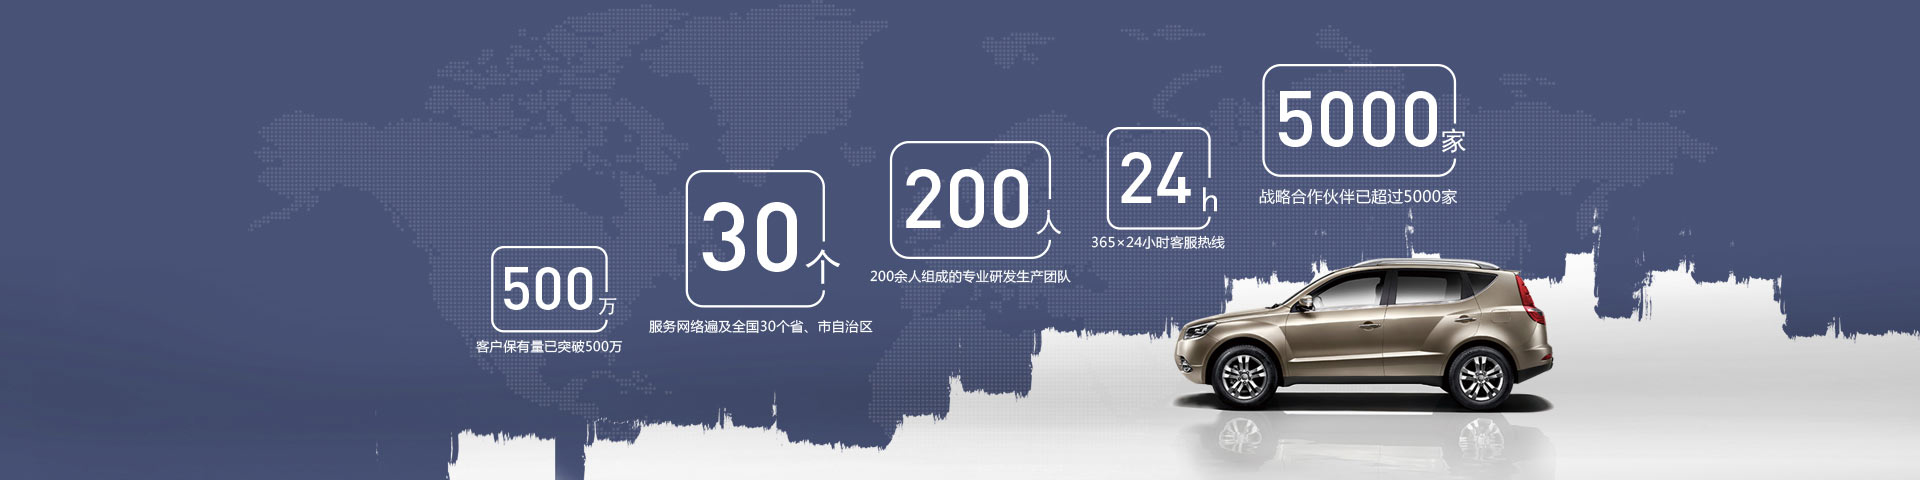 500万
客户保有量已突破500万
30个
服务网络遍及全国30个省、市自治区
200人
200余人组成的专业研发生产团队
24h
365×24小时客服热线
5000家
战略合作伙伴已超过5000家